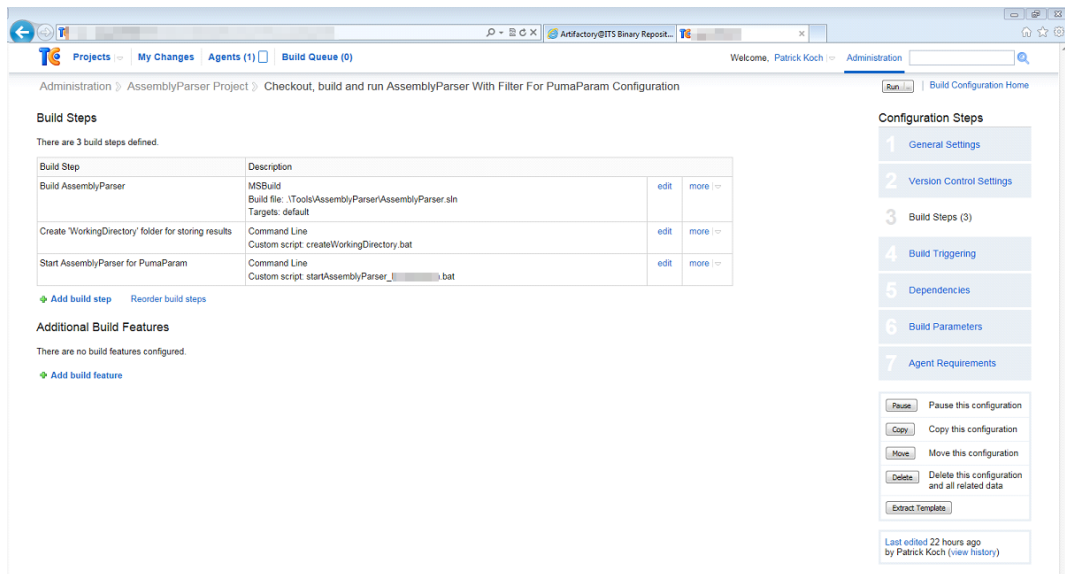 Artifactory@ITS Binary Reposit...
Projects My Changes Agents (1) Build Queue (0) Welcome, Patrick Koch Administration
Administration AssemblyParser Project Checkout, build and run AssemblyParser With Filter For PumaParam Configuration
Run ... Build Configuration Home
Build Steps
There are 3 build steps defined.
Build Step Description
Build AssemblyParser MSBuild edit more
Build file: .\Tools\AssemblyParser\AssemblyParser.sln
Targets: default
Create 'WorkingDirectory' folder for storing results Command Line edit more
Custom script: createWorkingDirectory.bat
Start AssemblyParser for PumaParam Command Line edit more
Custom script: startAssemblyParser_ .bat
Add build step Reorder build steps
Additional Build Features
There are no build features configured.
Add build feature
Configuration Steps
1 General Settings
2 Version Control Settings
3 Build Steps (3)
4 Build Triggering
5 Dependencies
6 Build Parameters
7 Agent Requirements
Pause Pause this configuration
Copy Copy this configuration
Move Move this configuration
Delete Delete this configuration
and all related data
Extract Template
Last edited 22 hours ago
by Patrick Koch (view history)